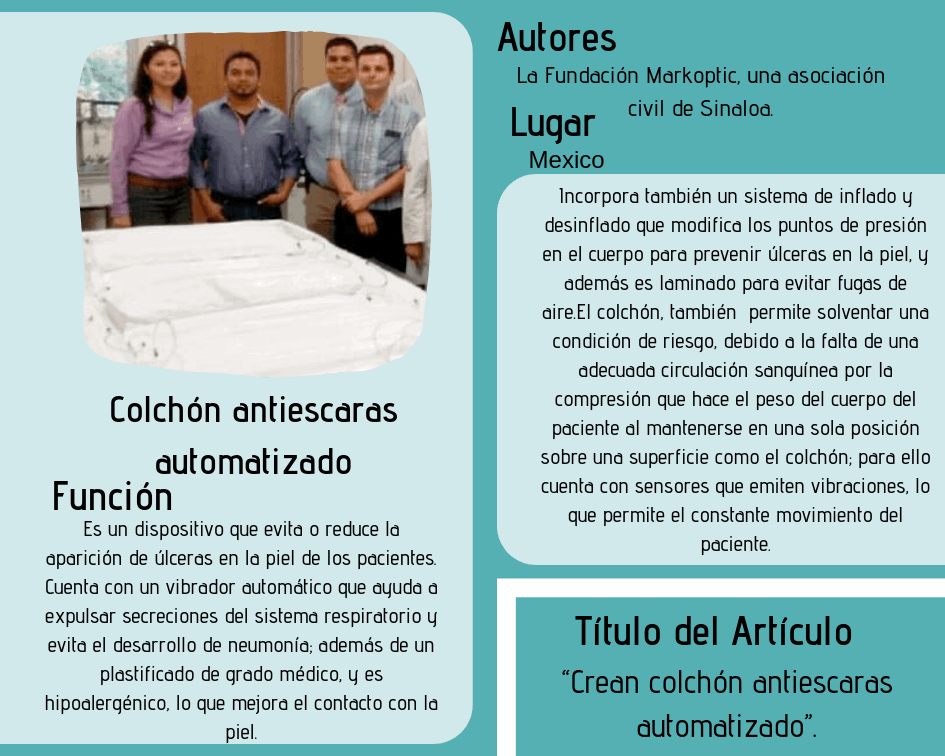 Colchón antiescaras
automatizado
Función
Es un dispositivo que evita o reduce la
aparición de úlceras en la piel de los pacientes.
Cuenta con un vibrador automático que ayuda a
expulsar secreciones del sistema respiratorio y
evita el desarrollo de neumonía; además de un
plastificado de grado médico, y es
hipoalergénico, lo que mejora el contacto con la
piel.
Autores
La Fundación Markoptic, una asociación
civil de Sinaloa.
Lugar
Mexico
Incorpora también un sistema de inflado y
desinflado que modifica los puntos de presión
en el cuerpo para prevenir úlceras en la piel, y
además es laminado para evitar fugas de
aire.El colchón, también  permite solventar una
condición de riesgo, debido a la falta de una
adecuada circulación sanguínea por la
compresión que hace el peso del cuerpo del
paciente al mantenerse en una sola posición
sobre una superficie como el colchón; para ello
cuenta con sensores que emiten vibraciones, lo
que permite el constante movimiento del
paciente.
Título del Artículo
“Crean colchón antiescaras
automatizado”.